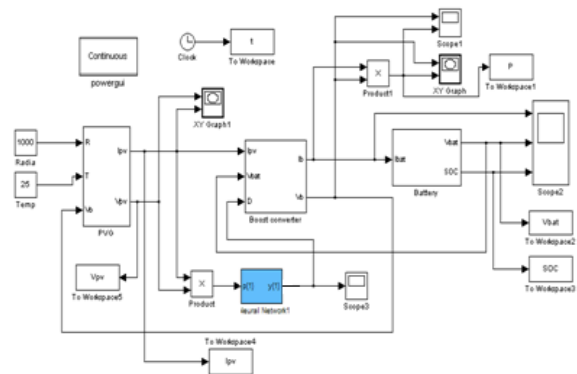 Continuous
powergui
Clock
t
To Workspace
Scope1
XY Graph
×
Product1
P
To Workspace1
XY Graph1
1000
Radia
25
Temp
R
T
Vb
Ipv
Vpv
PVG
Ipv
Vbat
D
Ib
Vb
Boost converter
Ibat
Vbat
SOC
Battery
Scope2
Vbat
To Workspace2
SOC
To Workspace3
Vpv
To Workspace5
×
Product
x{1}
y{1}
Neural Network1
Scope3
To Workspace4
Ipv